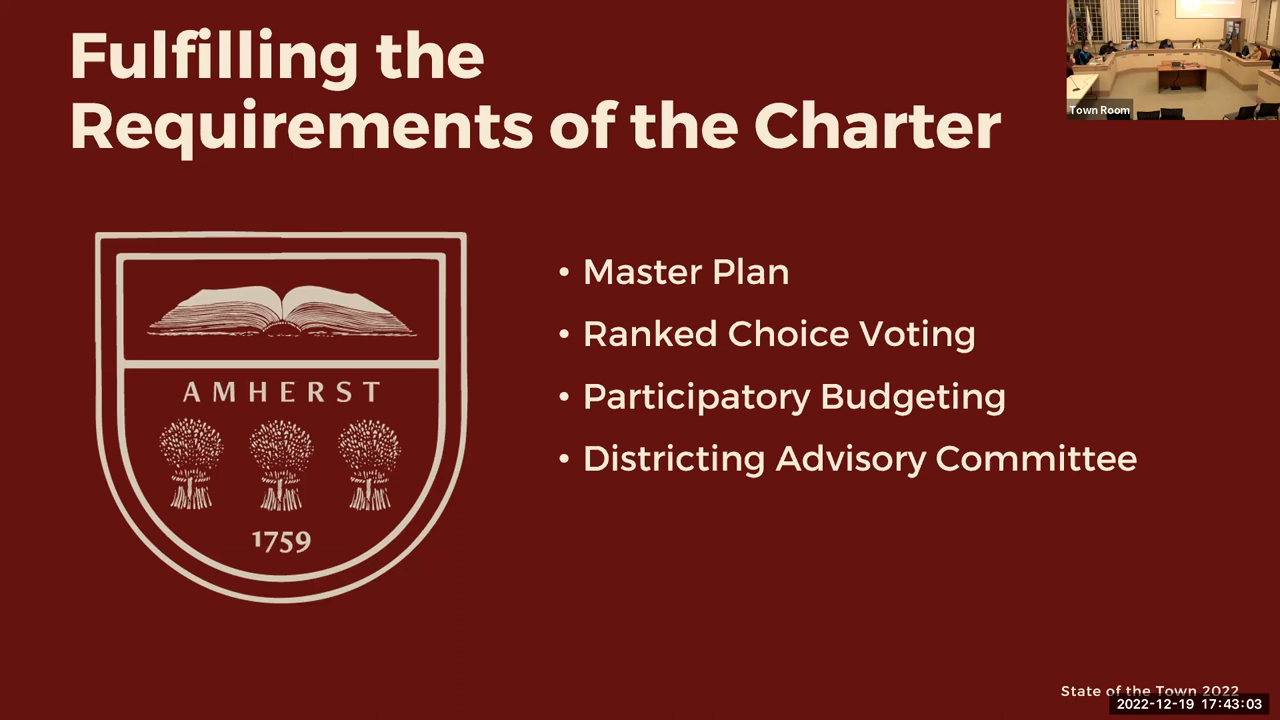 Fulfilling the
Requirements of the Charter
Town Room
AMHERST
1759
• Master Plan
• Ranked Choice Voting
• Participatory Budgeting
• Districting Advisory Committee
State of the Town 2022
2022-12-19 17:43:03